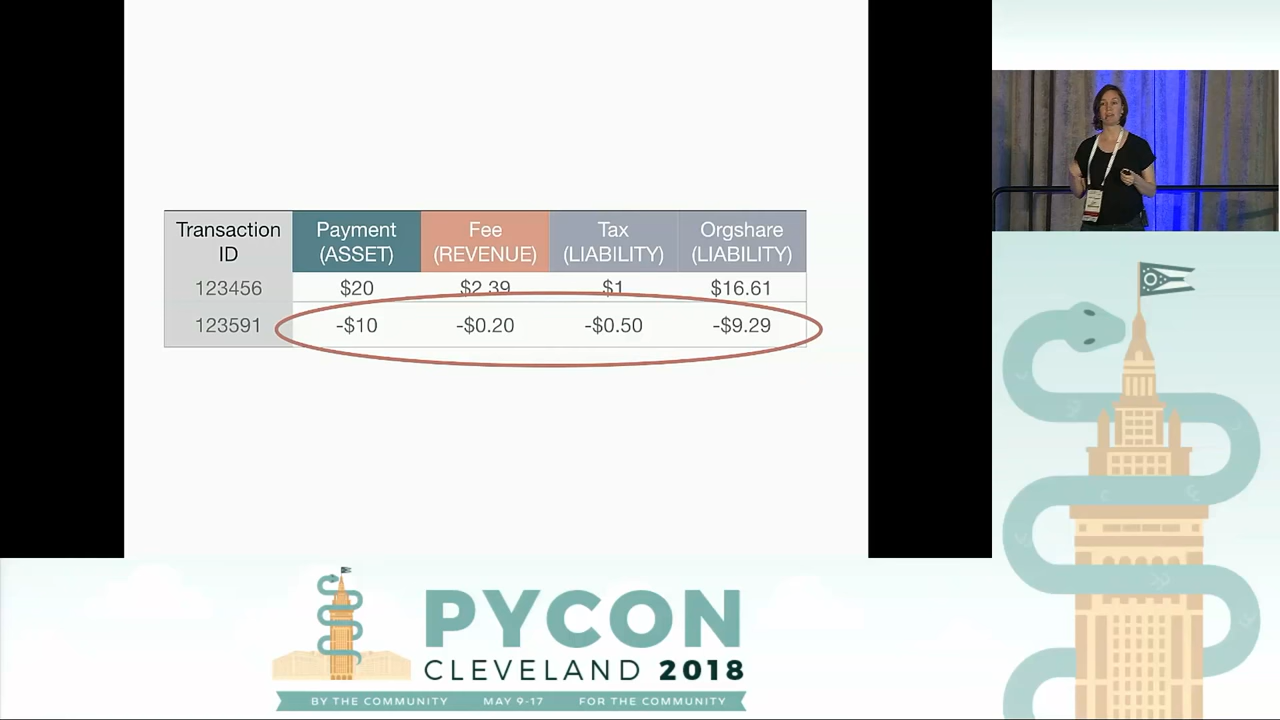 Transaction ID Payment (ASSET) Fee (REVENUE) Tax (LIABILITY) Orgshare (LIABILITY)
123456 $20 $2.39 $1 $16.61
123591 -$10 -$0.20 -$0.50 -$9.29
PYCON
CLEVELAND 2018
BY THE COMMUNITY MAY 9-17 FOR THE COMMUNITY